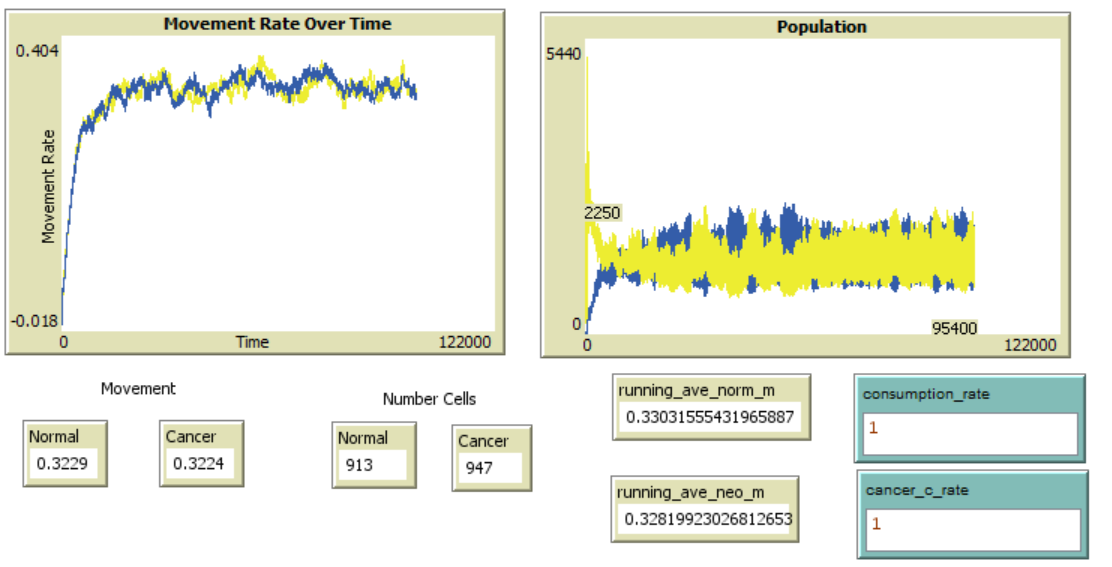 Movement Rate Over Time
0.404
Movement Rate
-0.018
0
Time
122000
Population
5440
2250
0
95400
0
122000
Movement
Normal
0.3229
Cancer
0.3224
Number Cells
Normal
913
Cancer
947
running_ave_norm_m
0.33031555431965887
running_ave_neo_m
0.32819923026812653
consumption_rate
1
cancer_c_rate
1